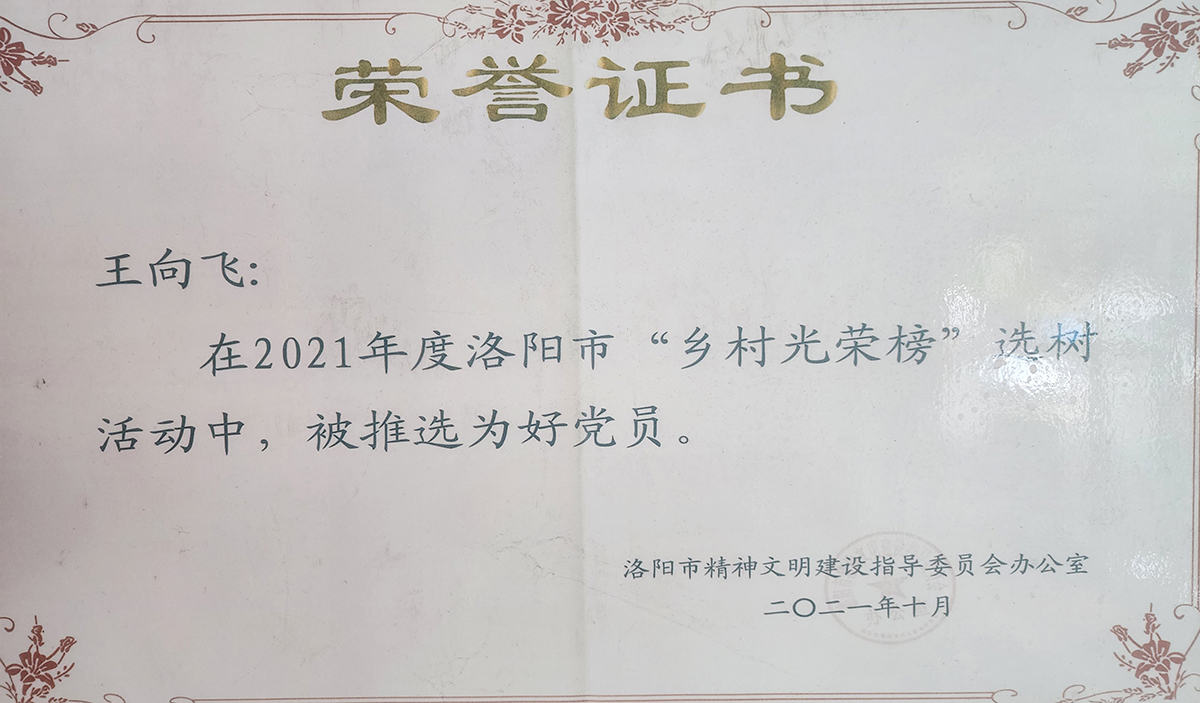 荣誉证书
王向飞:
在2021年度洛阳市“乡村光荣榜”选树
活动中，被推选为好党员。
洛阳市精神文明建设指导委员会办公室
二〇二一年十月